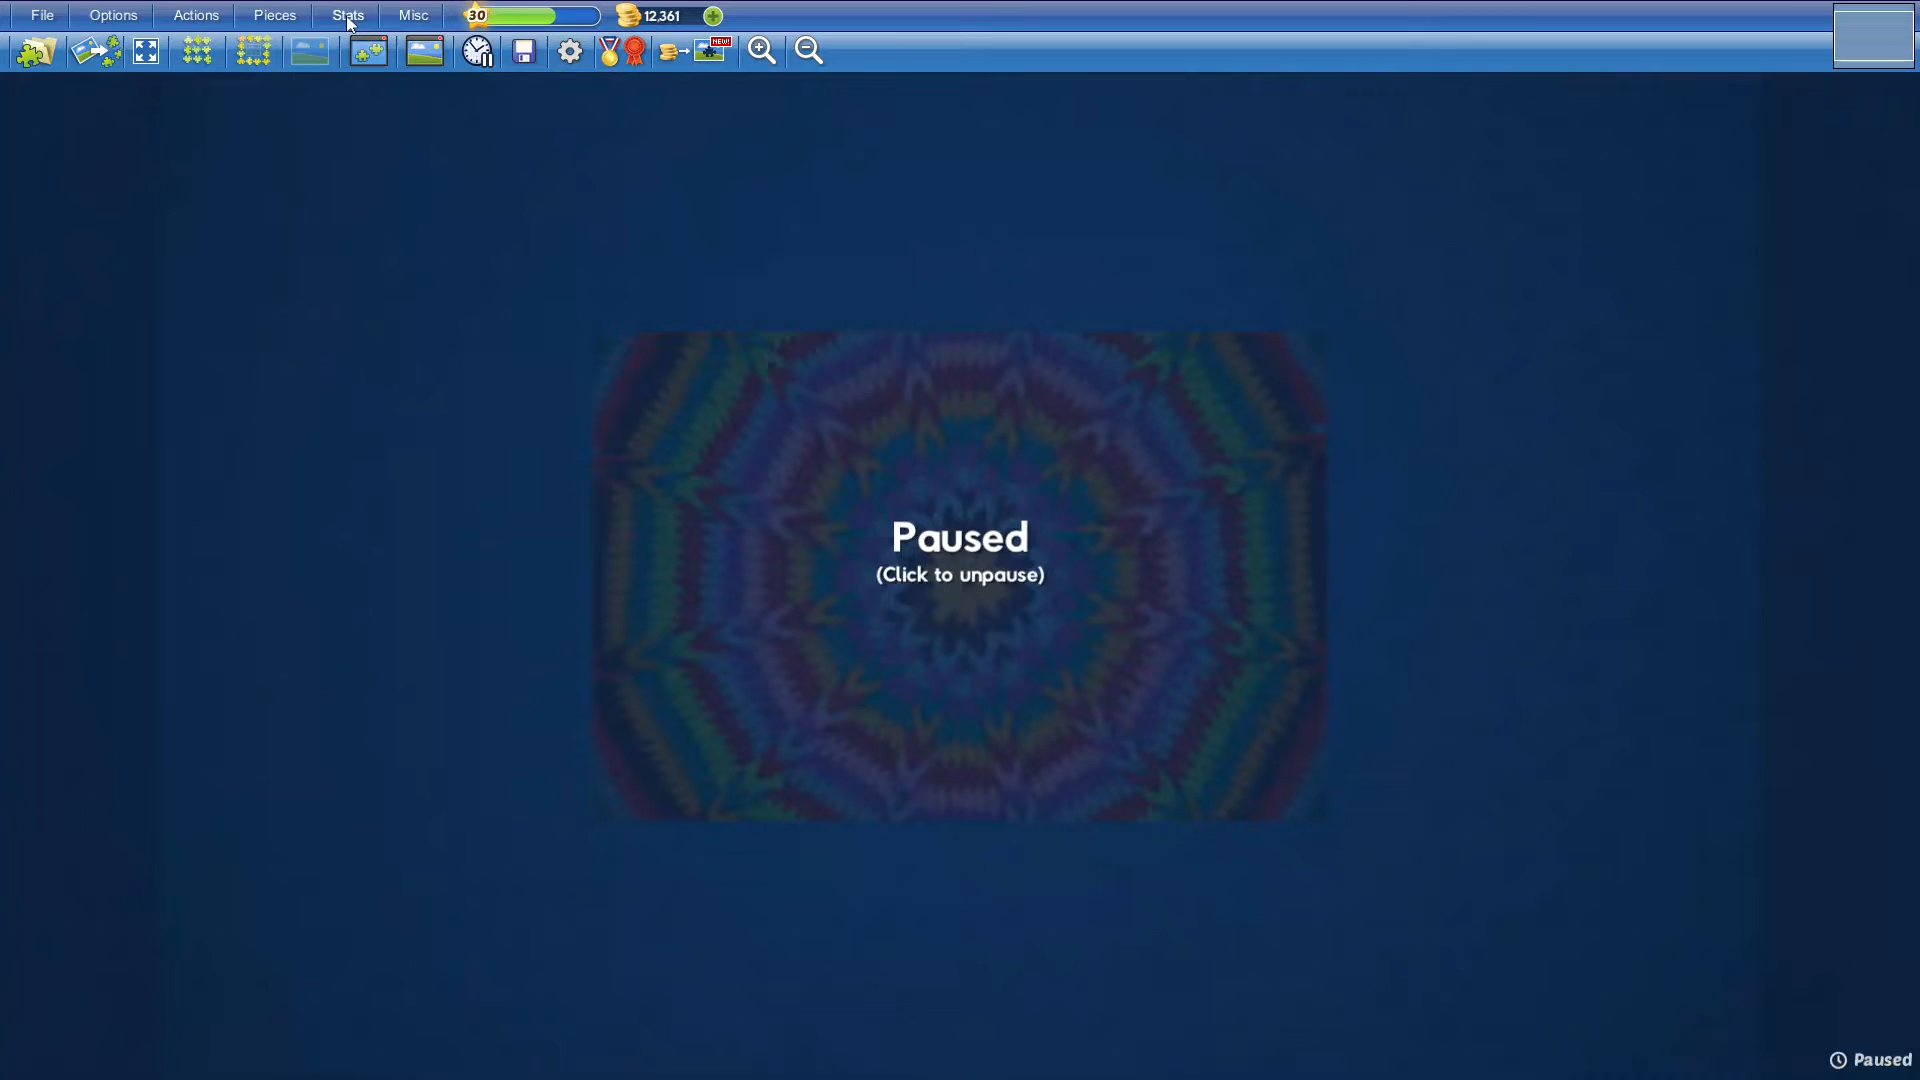 File Options Actions Pieces Stats Misc 30 12,361
NEW!
Paused
(Click to unpause)
Paused